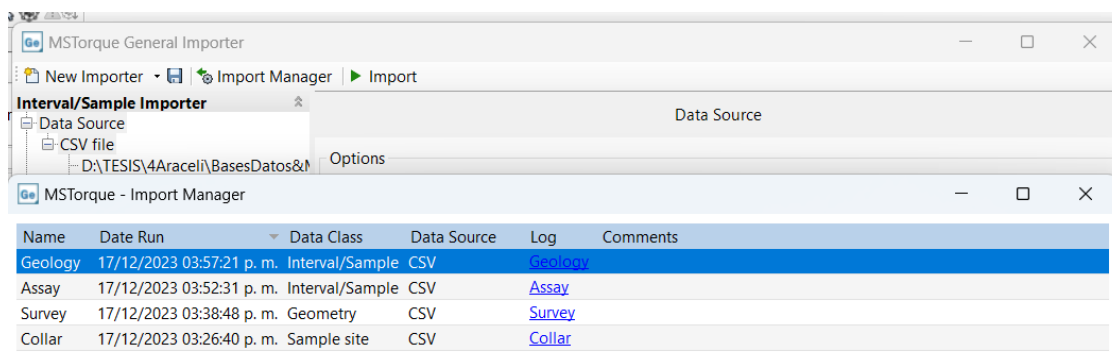 MSTorque General Importer
New Importer Import Manager Import
Interval/Sample Importer
Data Source
Data Source
CSV file
D:\TESIS\4Araceli\BasesDatos&
Options
MSTorque - Import Manager
Name Date Run Data Class Data Source Log Comments
Geology 17/12/2023 03:57:21 p. m. Interval/Sample CSV Geology
Assay 17/12/2023 03:52:31 p. m. Interval/Sample CSV Assay
Survey 17/12/2023 03:38:48 p. m. Geometry CSV Survey
Collar 17/12/2023 03:26:40 p. m. Sample site CSV Collar